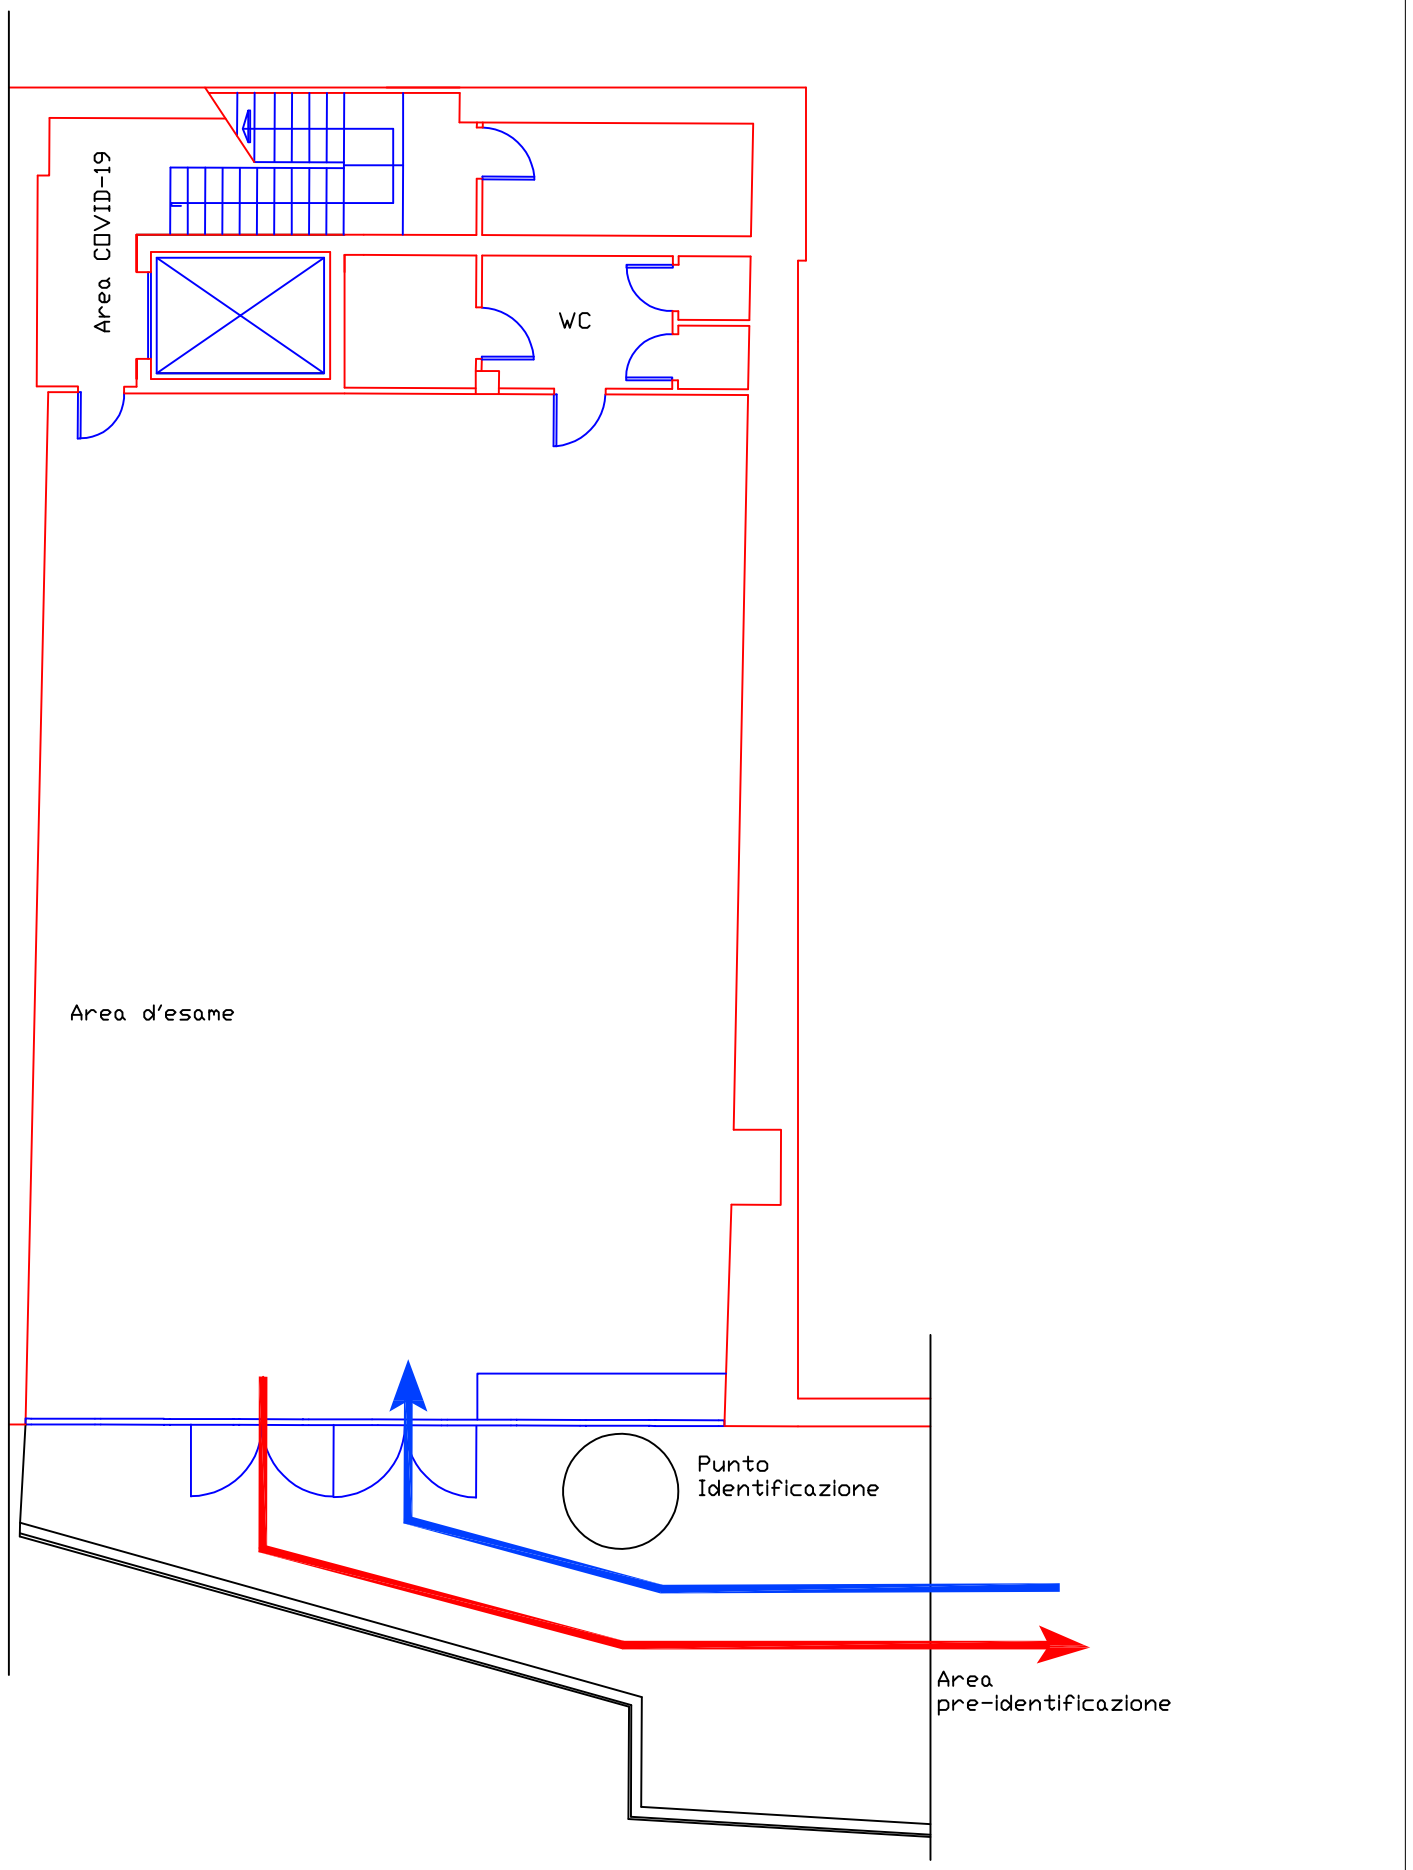 Area COVID-19
WC
Area d'esame
Punto
Identificazione
Area
pre-identificazione